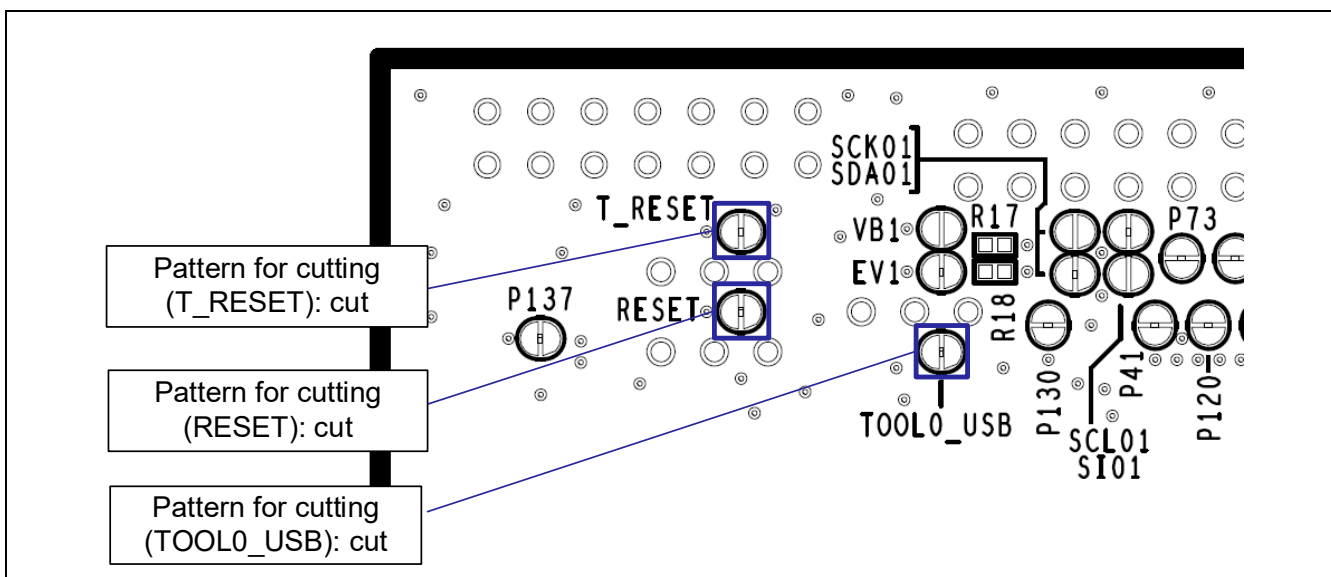 SCK01
SDA01
T_RESET
VB1
R17
P73
Pattern for cutting
(T_RESET): cut
EV1
P137
RESET
R18
Pattern for cutting
(RESET): cut
P130
P41
P120
TOOL0_USB
SCL01
SI01
Pattern for cutting
(TOOL0_USB): cut